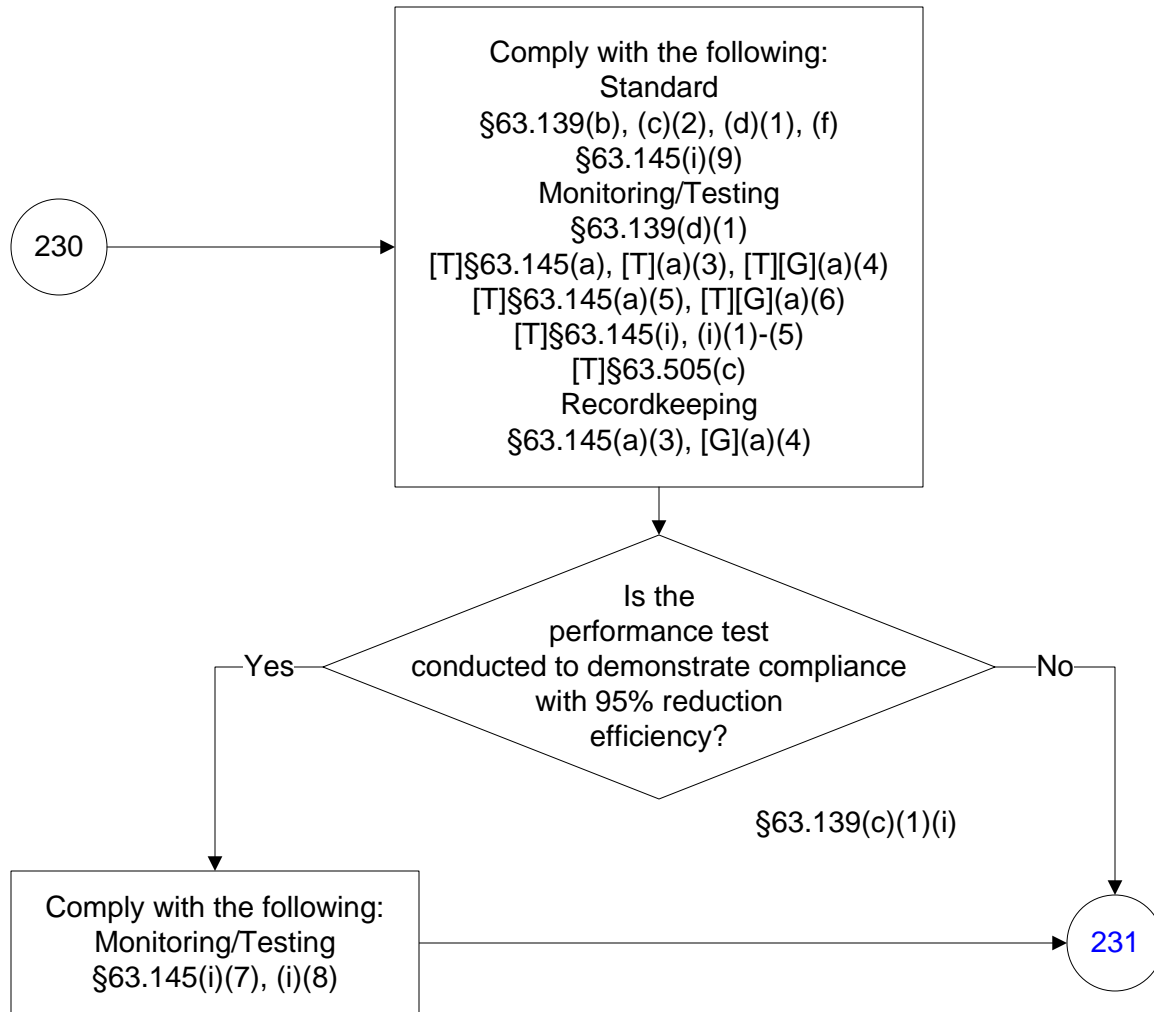 230
Comply with the following:
Standard
§63.139(b), (c)(2), (d)(1), (f)
§63.145(i)(9)
Monitoring/Testing
§63.139(d)(1)
[T]§63.145(a), [T](a)(3), [T][G](a)(4)
[T]§63.145(a)(5), [T][G](a)(6)
[T]§63.145(i), (i)(1)-(5)
[T]§63.505(c)
Recordkeeping
§63.145(a)(3), [G](a)(4)
Is the
performance test
conducted to demonstrate compliance
with 95% reduction
efficiency?
Yes
No
§63.139(c)(1)(i)
Comply with the following:
Monitoring/Testing
§63.145(i)(7), (i)(8)
231